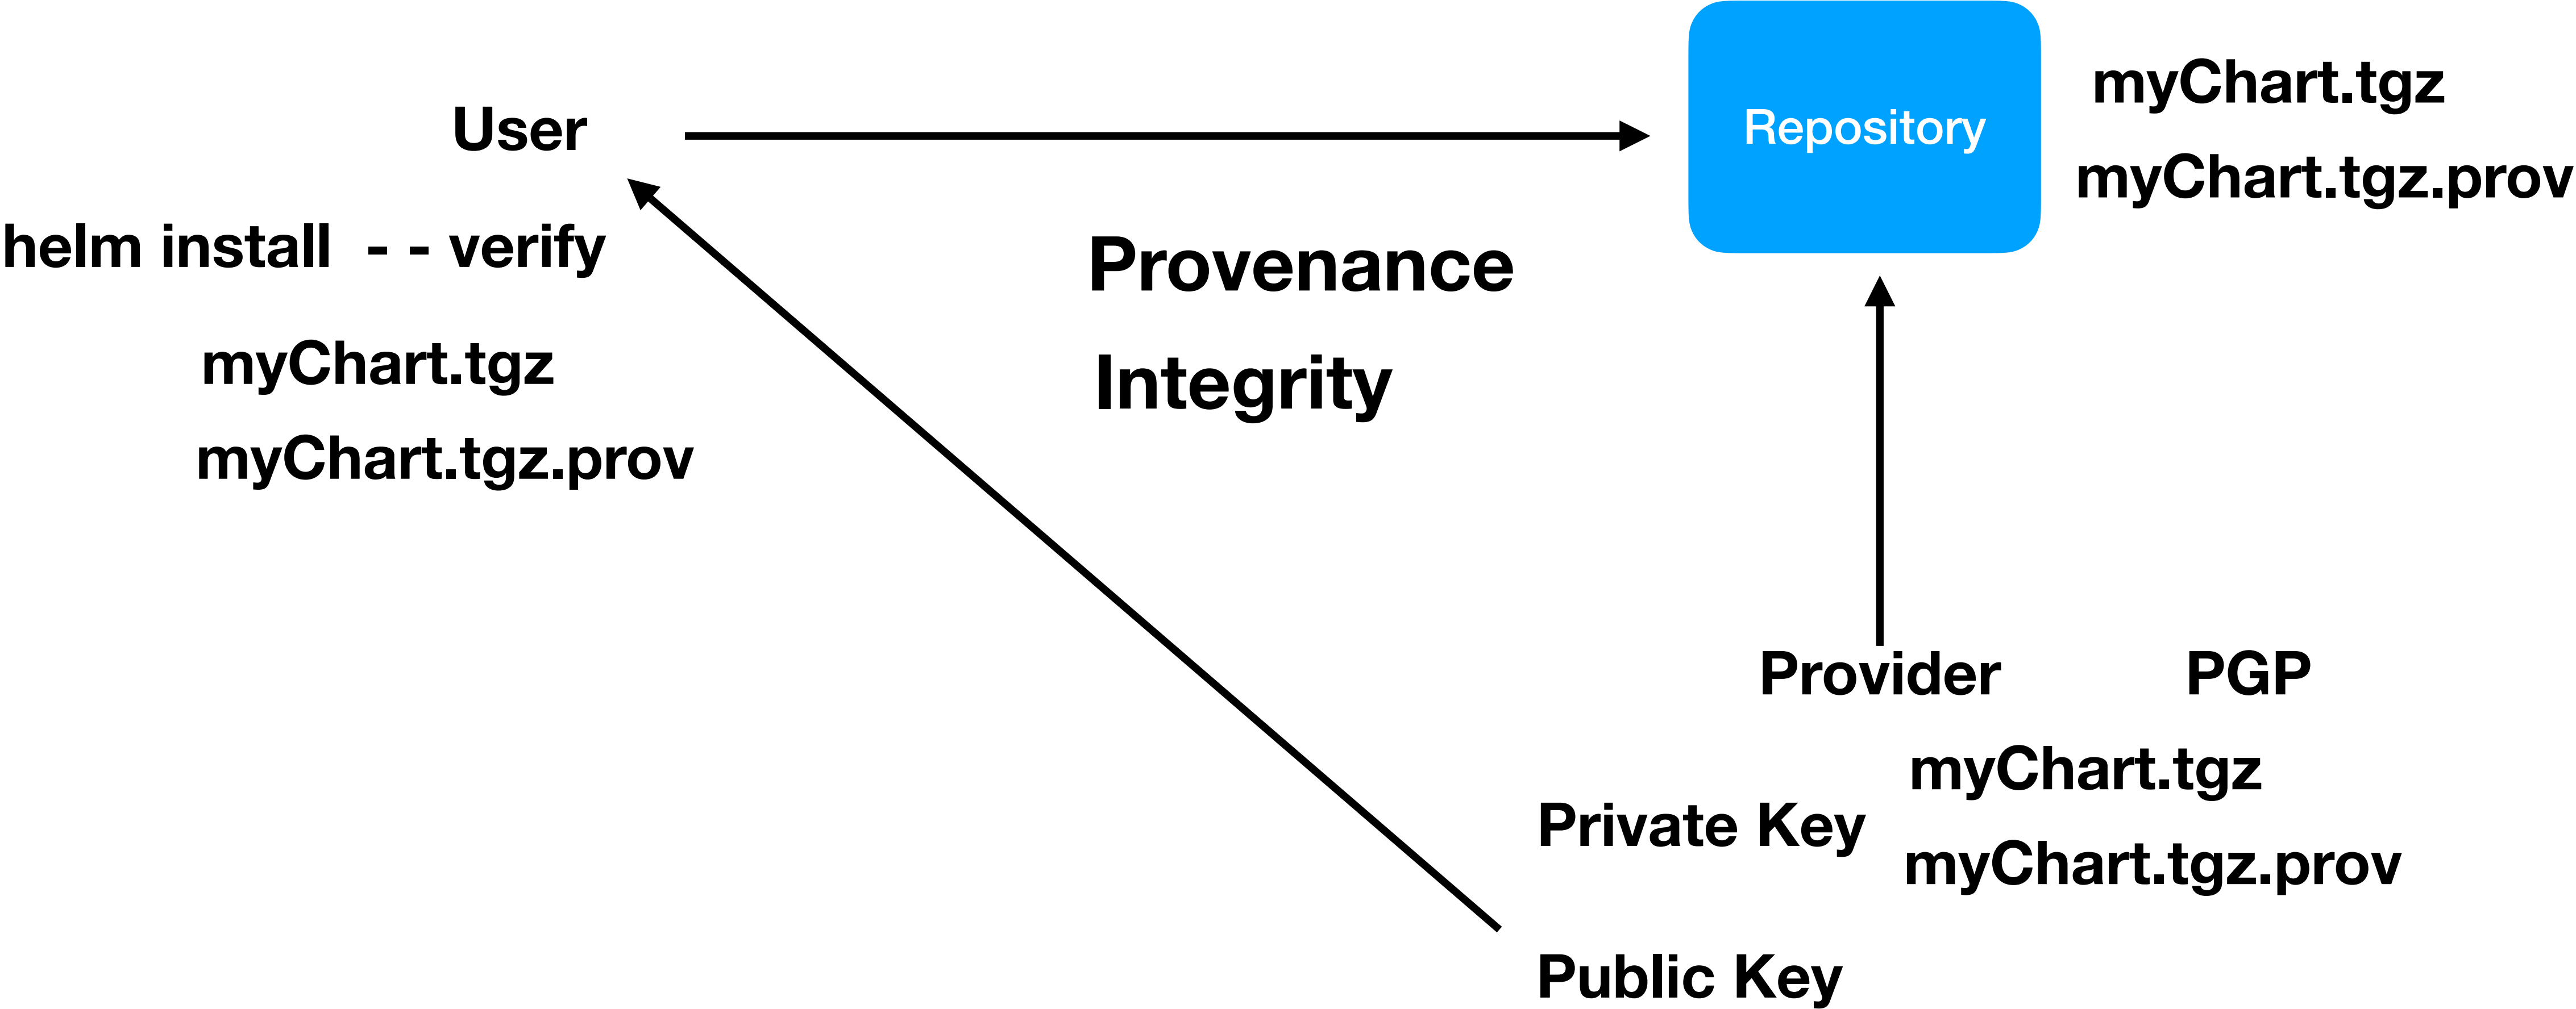 User
helm install - - verify
myChart.tgz
myChart.tgz.prov
Provenance
Integrity
Repository
myChart.tgz
myChart.tgz.prov
Provider
PGP
myChart.tgz
Private Key
myChart.tgz.prov
Public Key